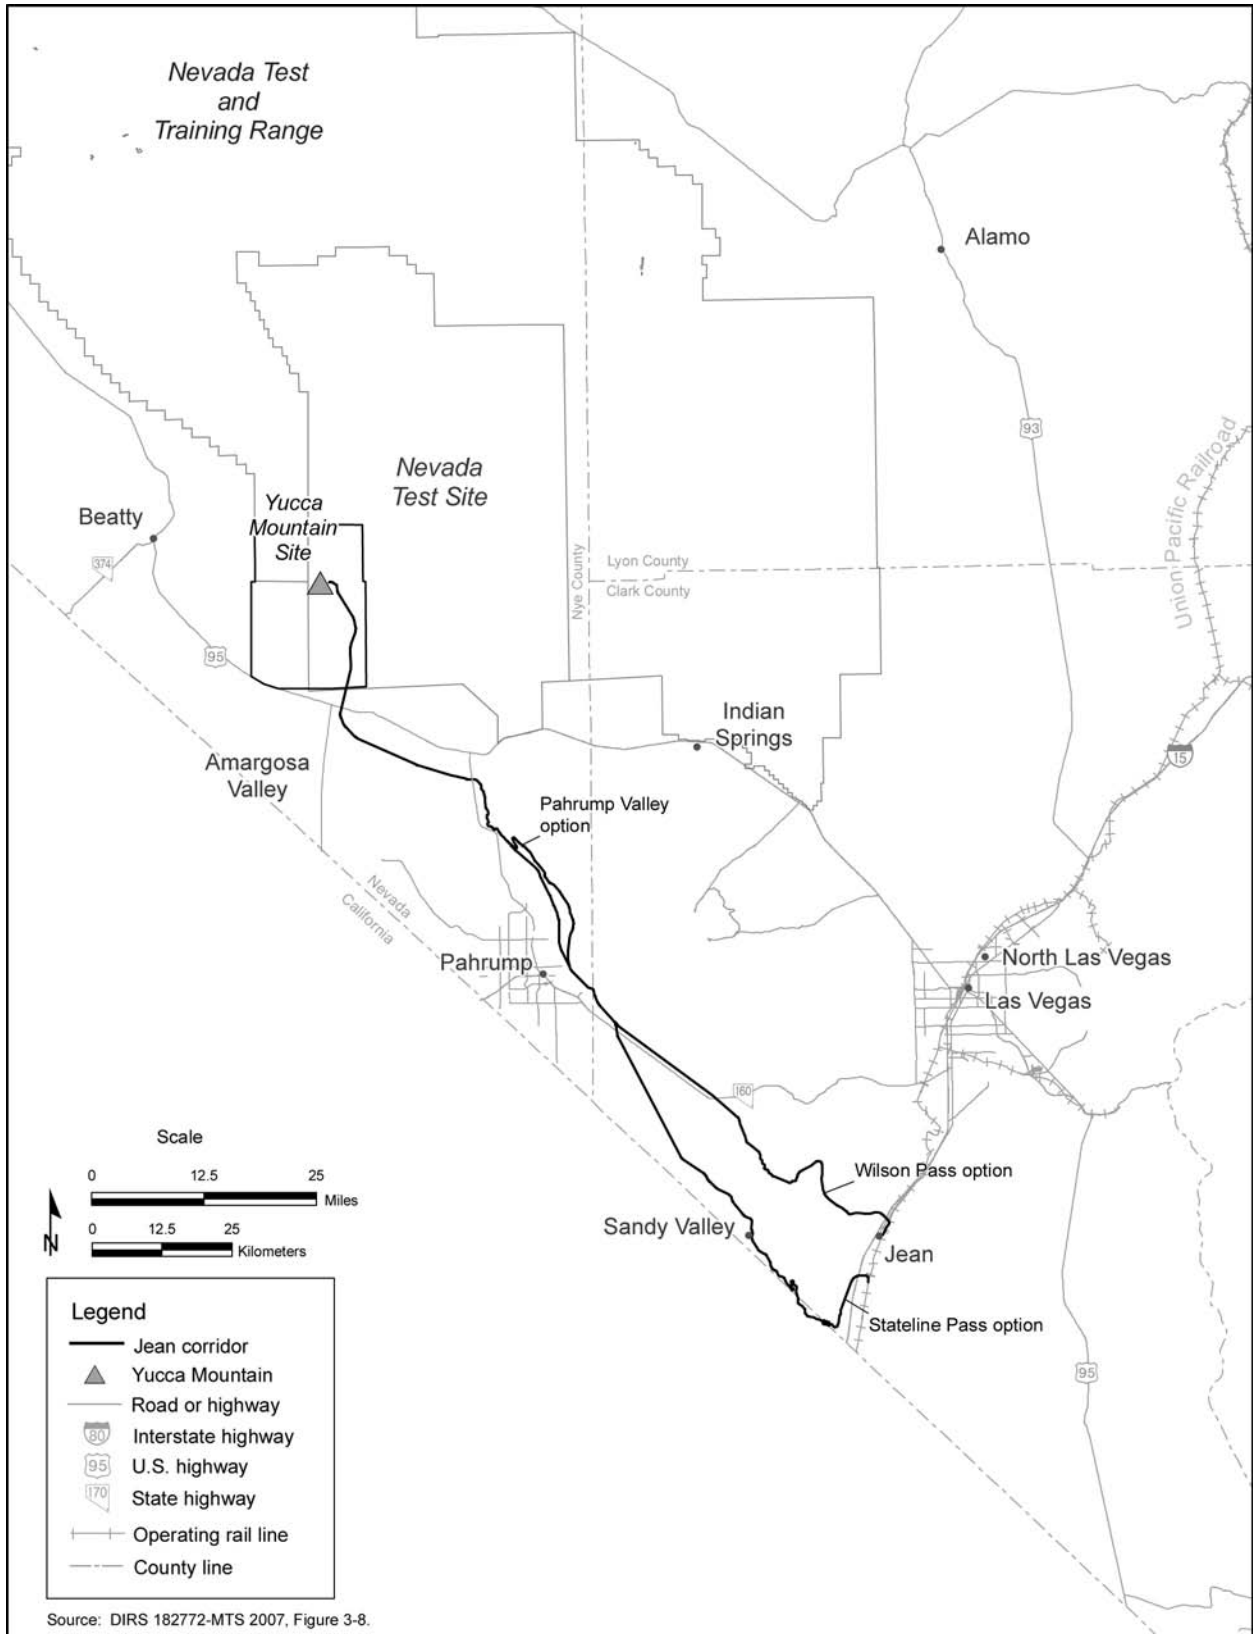 Nevada Test
and
Training Range
Alamo
93
Nevada
Test Site
Yucca
Mountain
Site
Beatty
374
Union Pacific Railroad
Lyon County
Clark County
Nye County
95
Indian
Springs
15
Amargosa
Valley
Pahrump Valley
option
Nevada
California
Pahrump
North Las Vegas
Las Vegas
160
Scale
0 12.5 25
Miles
0 12.5 25
Kilometers
N
Wilson Pass option
Sandy Valley
Jean
Stateline Pass option
95
Legend
Jean corridor
Yucca Mountain
Road or highway
80 Interstate highway
95 U.S. highway
170 State highway
Operating rail line
County line
Source: DIRS 182772-MTS 2007, Figure 3-8.